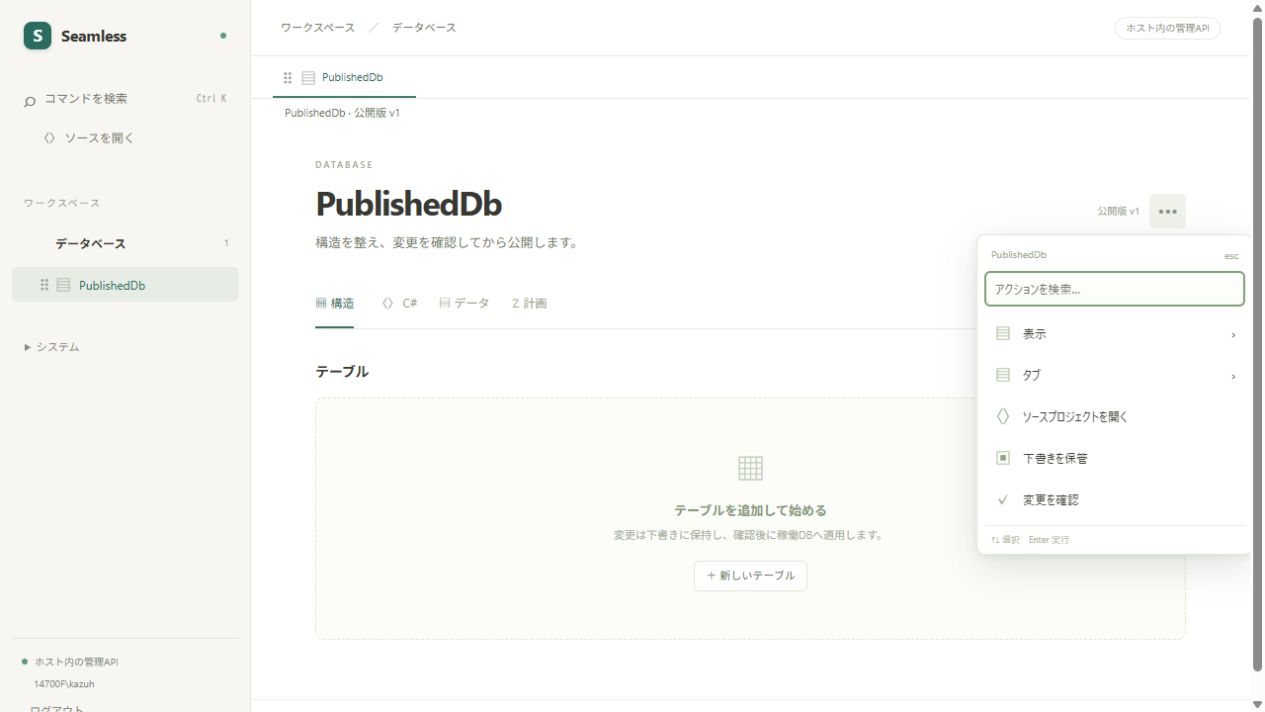 S Seamless
コマンドを検索 Ctrl K
ソースを開く
ワークスペース
データベース 1
PublishedDb
システム
ホスト内の管理API
14700F\kazuh
ログアウト
ワークスペース / データベース
ホスト内の管理API
PublishedDb
PublishedDb · 公開版 v1
DATABASE
PublishedDb
構造を整え、変更を確認してから公開します。
公開版 v1
構造 C# データ Z 計画
テーブル
テーブルを追加して始める
変更は下書きに保持し、確認後に稼働DBへ適用します。
+ 新しいテーブル
PublishedDb esc
アクションを検索...
表示 ›
タブ ›
ソースプロジェクトを開く
下書きを保管
変更を確認
↑↓ 選択 Enter 実行